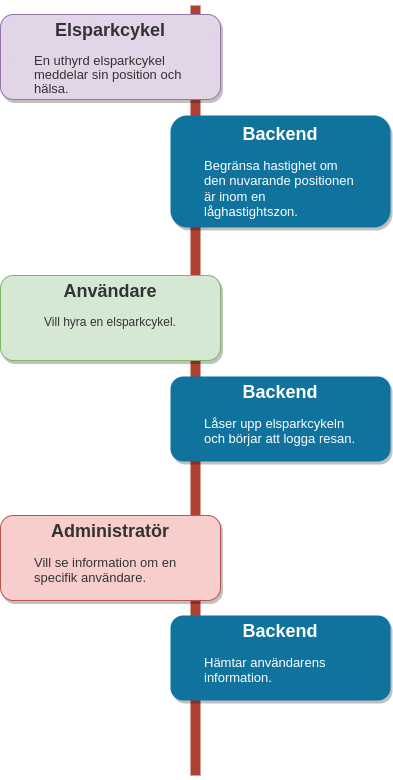 Elsparkcykel
En uthyrd elsparkcykel
meddelar sin position och
hälsa.
Backend
Begränsa hastighet om
den nuvarande positionen
är inom en
låghastightszon.
Användare
Vill hyra en elsparkcykel.
Backend
Låser upp elsparkcykeln
och börjar att logga resan.
Administratör
Vill se information om en
specifik användare.
Backend
Hämtar användarens
information.